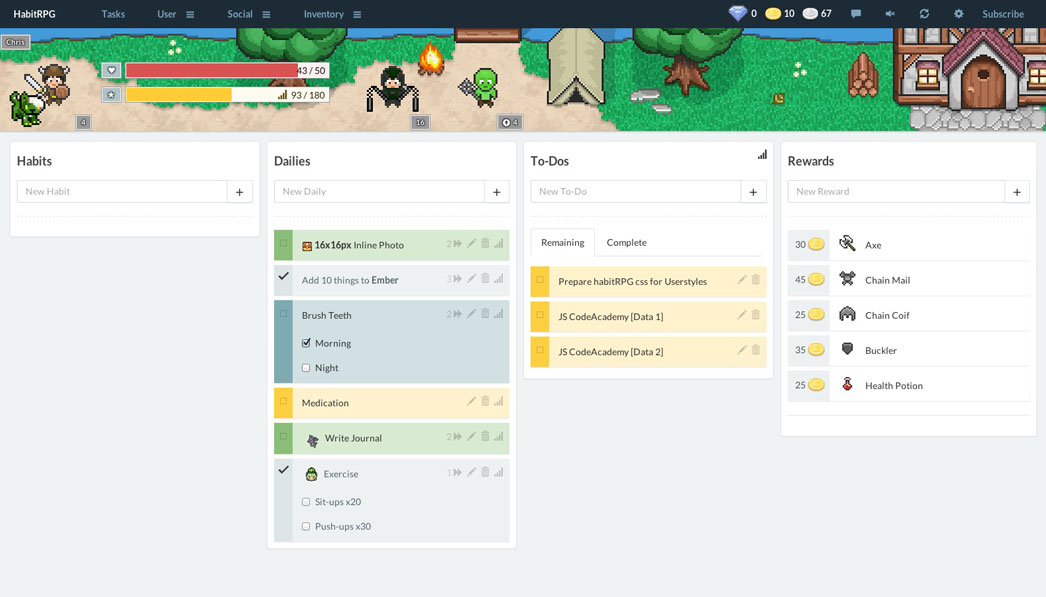 HabitRPG Tasks User Social Inventory 0 10 67 Subscribe
Chris
43 / 50
93 / 180
4 16 4
Habits
New Habit +
Dailies
New Daily +
16x16px Inline Photo 2
Add 10 things to Ember 3
Brush Teeth 2
Morning
Night
Medication
Write Journal 2
Exercise 1
Sit-ups x20
Push-ups x30
To-Dos
New To-Do +
Remaining Complete
Prepare habitRPG css for Userstyles
JS CodeAcademy [Data 1]
JS CodeAcademy [Data 2]
Rewards
New Reward +
30 Axe
45 Chain Mail
25 Chain Coif
35 Buckler
25 Health Potion